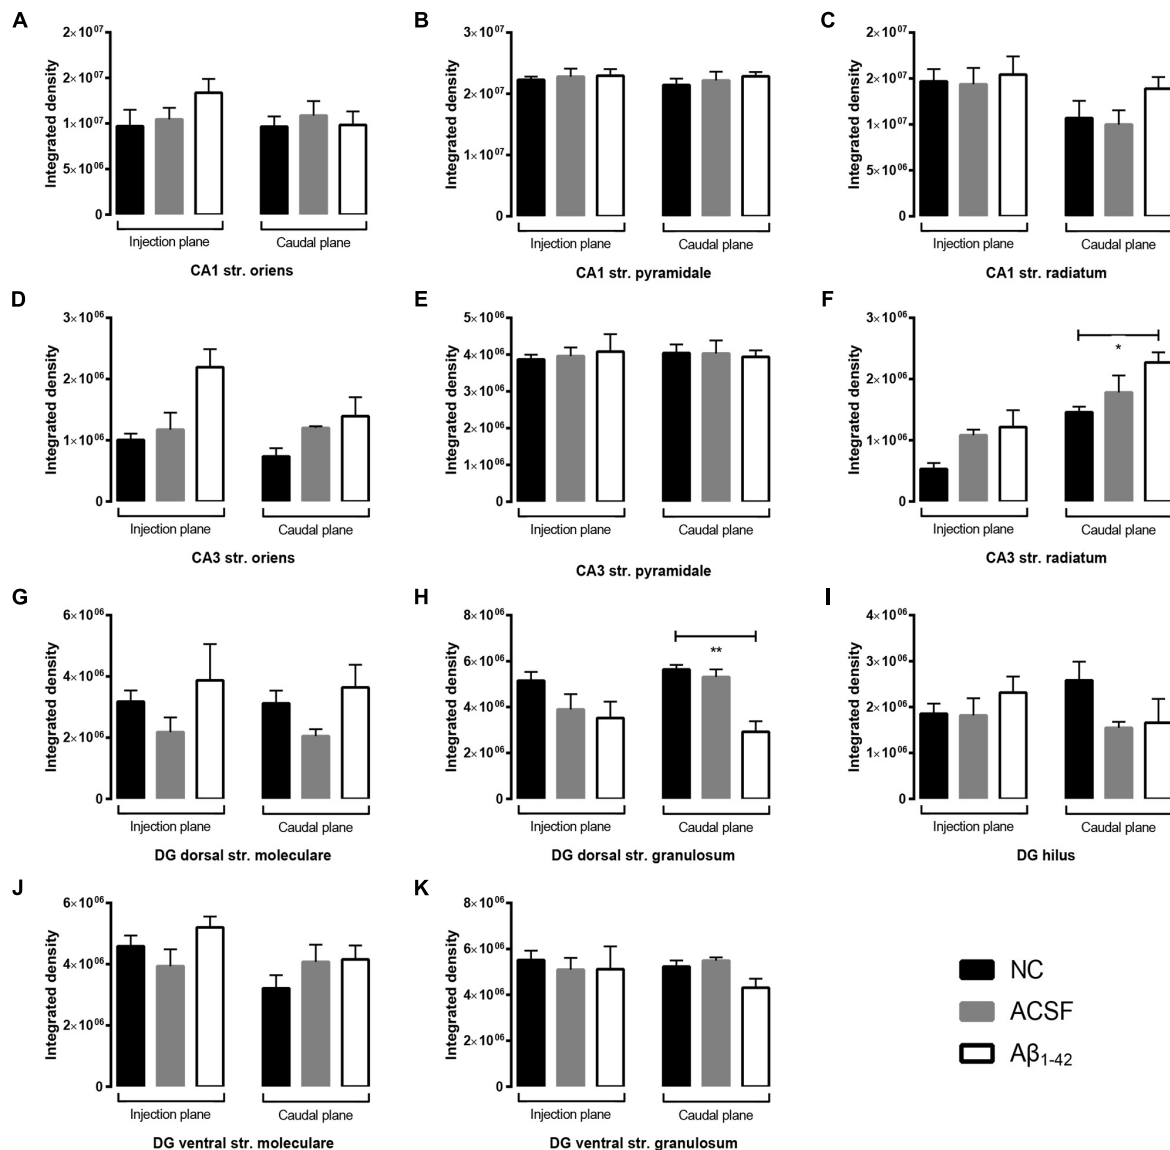 A
Integrated density
2×10⁰⁷
2×10⁰⁷
1×10⁰⁷
5×10⁰⁶
0
Injection plane
Caudal plane
CA1 str. oriens
B
Integrated density
3×10⁰⁷
2×10⁰⁷
1×10⁰⁷
0
Injection plane
Caudal plane
CA1 str. pyramidale
C
Integrated density
2×10⁰⁷
2×10⁰⁷
1×10⁰⁷
5×10⁰⁶
0
Injection plane
Caudal plane
CA1 str. radiatum
D
Integrated density
3×10⁰⁶
2×10⁰⁶
1×10⁰⁶
0
Injection plane
Caudal plane
CA3 str. oriens
E
Integrated density
5×10⁰⁶
4×10⁰⁶
3×10⁰⁶
2×10⁰⁶
1×10⁰⁶
0
Injection plane
Caudal plane
CA3 str. pyramidale
F
Integrated density
3×10⁰⁶
2×10⁰⁶
1×10⁰⁶
0
*
Injection plane
Caudal plane
CA3 str. radiatum
G
Integrated density
6×10⁰⁶
4×10⁰⁶
2×10⁰⁶
0
Injection plane
Caudal plane
DG dorsal str. moleculare
H
Integrated density
8×10⁰⁶
6×10⁰⁶
4×10⁰⁶
2×10⁰⁶
0
**
Injection plane
Caudal plane
DG dorsal str. granulosum
I
Integrated density
4×10⁰⁶
3×10⁰⁶
2×10⁰⁶
1×10⁰⁶
0
Injection plane
Caudal plane
DG hilus
J
Integrated density
6×10⁰⁶
4×10⁰⁶
2×10⁰⁶
0
Injection plane
Caudal plane
DG ventral str. moleculare
K
Integrated density
8×10⁰⁶
6×10⁰⁶
4×10⁰⁶
2×10⁰⁶
0
Injection plane
Caudal plane
DG ventral str. granulosum
NC
ACSF
Aβ₁₋₄₂